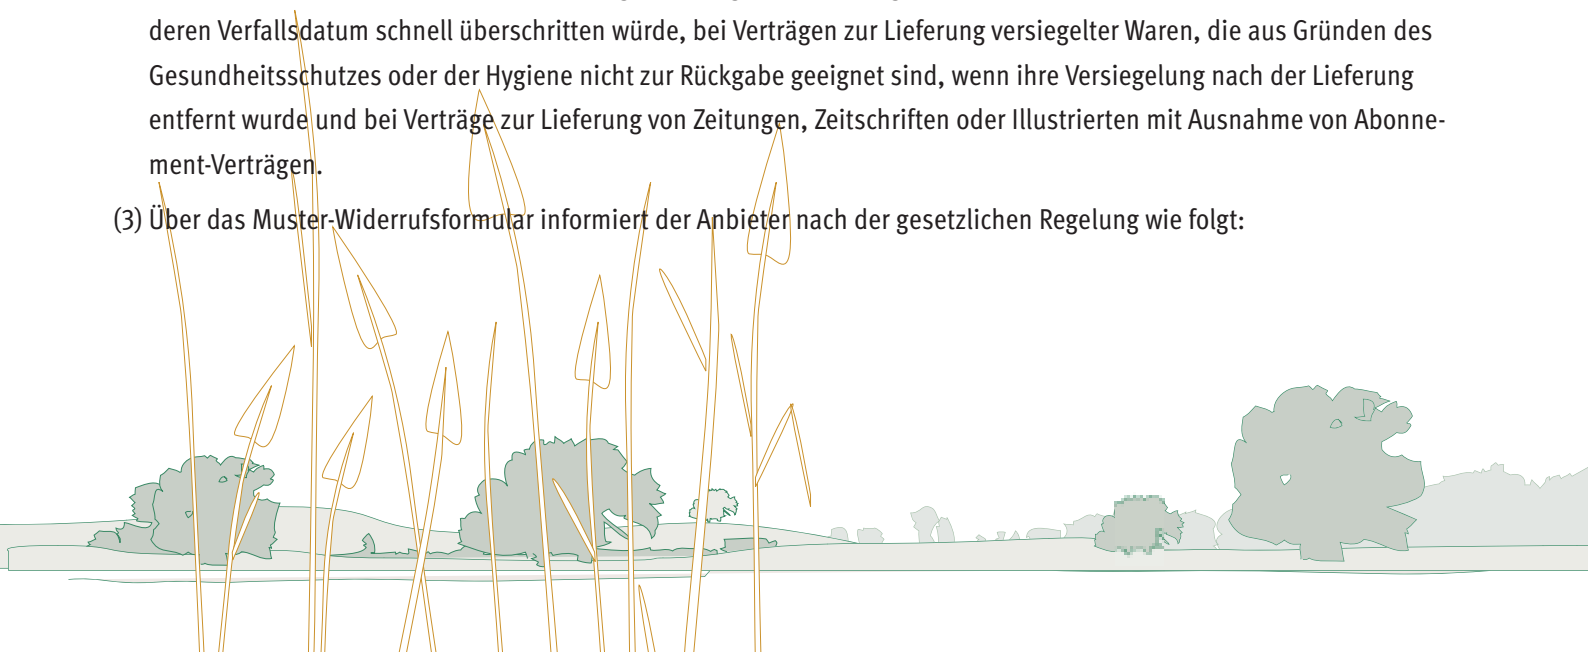 deren Verfallsdatum schnell überschritten würde, bei Verträgen zur Lieferung versiegelter Waren, die aus Gründen des
Gesundheitsschutzes oder der Hygiene nicht zur Rückgabe geeignet sind, wenn ihre Versiegelung nach der Lieferung
entfernt wurde und bei Verträge zur Lieferung von Zeitungen, Zeitschriften oder Illustrierten mit Ausnahme von Abonne-
ment-Verträgen.
(3) Über das Muster-Widerrufsformular informiert der Anbieter nach der gesetzlichen Regelung wie folgt: